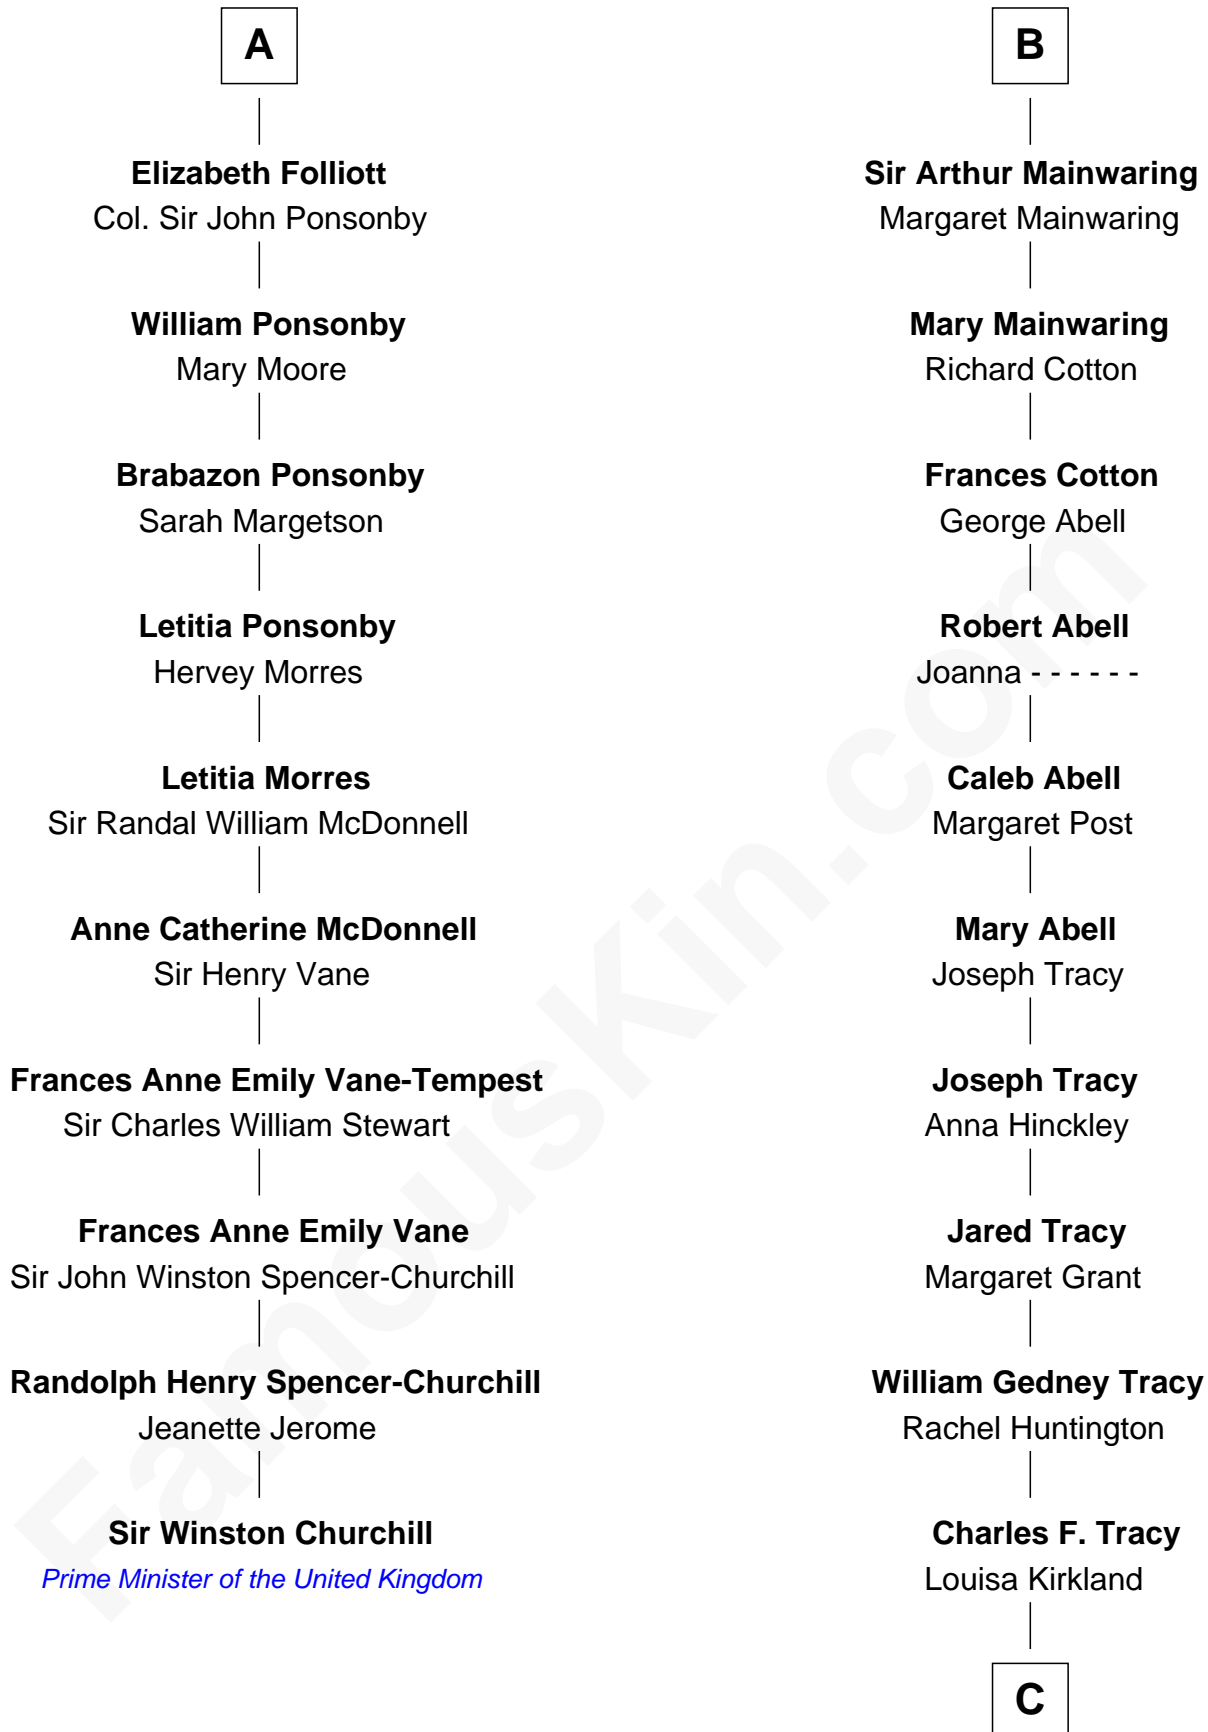 A
Elizabeth Folliott
Col. Sir John Ponsonby
William Ponsonby
Mary Moore
Brabazon Ponsonby
Sarah Margetson
Letitia Ponsonby
Hervey Morres
Letitia Morres
Sir Randal William McDonnell
Anne Catherine McDonnell
Sir Henry Vane
Frances Anne Emily Vane-Tempest
Sir Charles William Stewart
Frances Anne Emily Vane
Sir John Winston Spencer-Churchill
Randolph Henry Spencer-Churchill
Jeanette Jerome
Sir Winston Churchill
Prime Minister of the United Kingdom
B
Sir Arthur Mainwaring
Margaret Mainwaring
Mary Mainwaring
Richard Cotton
Frances Cotton
George Abell
Robert Abell
Joanna - - - - - -
Caleb Abell
Margaret Post
Mary Abell
Joseph Tracy
Joseph Tracy
Anna Hinckley
Jared Tracy
Margaret Grant
William Gedney Tracy
Rachel Huntington
Charles F. Tracy
Louisa Kirkland
C
FamousKin.com